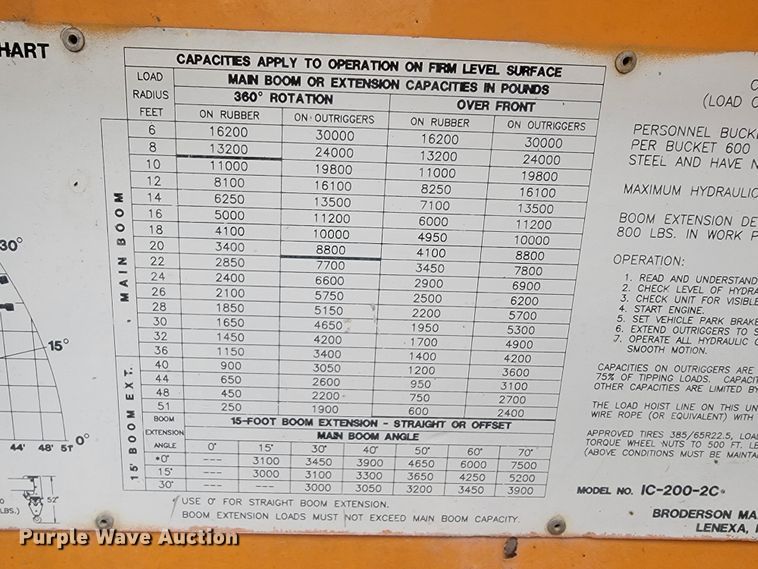 HART
CAPACITIES APPLY TO OPERATION ON FIRM LEVEL SURFACE
LOAD RADIUS FEET
MAIN BOOM OR EXTENSION CAPACITIES IN POUNDS
360° ROTATION OVER FRONT
ON RUBBER ON OUTRIGGERS ON RUBBER ON OUTRIGGERS
MAIN BOOM
6 16200 30000 16200 30000
8 13200 24000 13200 24000
10 11000 19800 11000 19800
12 8100 16100 8250 16100
14 6250 13500 7100 13500
16 5000 11200 6000 11200
18 4100 10000 4950 10000
20 3400 8800 4100 8800
22 2850 7700 3450 7800
24 2400 6600 2900 6900
26 2100 5750 2500 6200
28 1850 5150 2200 5700
30 1650 4650 1950 5300
32 1450 4200 1700 4900
36 1150 3400 1400 4200
15' BOOM EXT.
40 900 3050 1200 3600
44 650 2600 950 3100
48 450 2200 750 2700
51 250 1900 600 2400
BOOM EXTENSION ANGLE
15-FOOT BOOM EXTENSION - STRAIGHT OR OFFSET
MAIN BOOM ANGLE
0° 15° 30° 40° 50° 60° 70°
*0° --- 3100 3450 3900 4650 6000 7500
15° --- 3000 3100 3300 3650 4250 5200
30° --- --- 3000 3050 3200 3450 3900
USE 0° FOR STRAIGHT BOOM EXTENSION.
BOOM EXTENSION LOADS MUST NOT EXCEED MAIN BOOM CAPACITY.
30°
15°
0°
44' 48' 51'
52"
LBS.)
(LOAD
PERSONNEL
PER BUCKET 600
STEEL AND HAVE
MAXIMUM
BOOM EXTENSION
800 LBS. IN WORK
OPERATION:
1. READ AND UNDERSTAND
2. CHECK LEVEL OF
3. CHECK UNIT FOR VISIBLE
4. START ENGINE.
5. SET VEHICLE PARK BRAKE
6. EXTEND OUTRIGGERS TO
7. OPERATE ALL HYDRAULIC
SMOOTH MOTION.
CAPACITIES ON OUTRIGGERS ARE
75% OF TIPPING LOADS.
OTHER CAPACITIES ARE LIMITED
THE LOAD HOIST LINE ON THIS
WIRE ROPE (OR EQUIVALENT) WITH
APPROVED TIRES 385/65R22.5,
TORQUE WHEEL NUTS TO 500 FT.
(ABOVE CONDITIONS MUST BE
MODEL NO. IC-200-2C
BRODERSON
LENEXA,
Purple Wave Auction